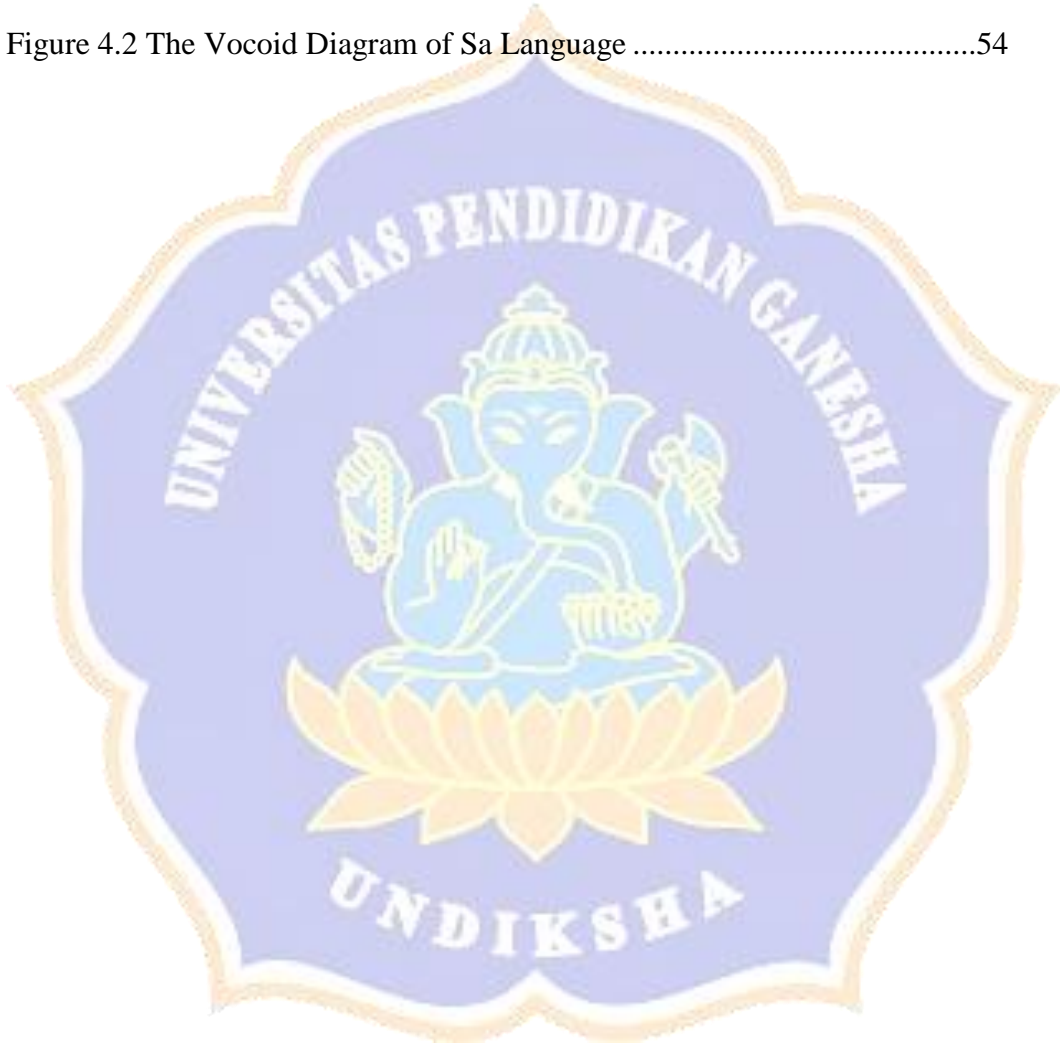 Figure 4.2 The Vocoid Diagram of Sa Language ...........................................54
UNIVERSITAS PENDIDIKAN GANESHA
UNDIKSHA